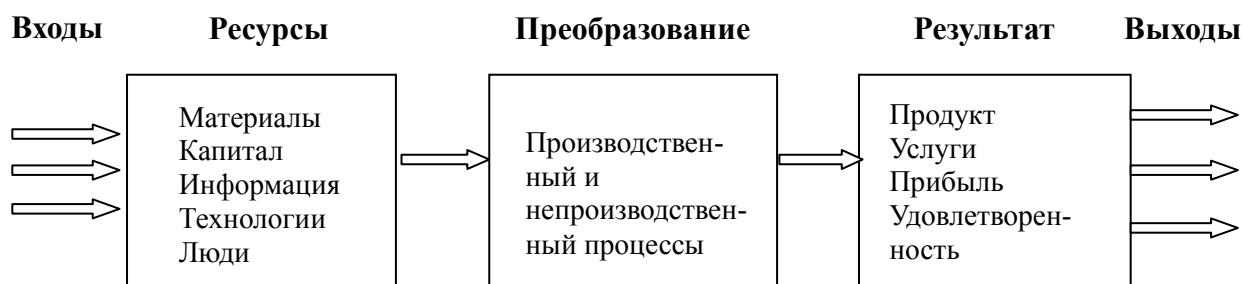 Входы Ресурсы Преобразование Результат Выходы
Материалы
Капитал
Информация
Технологии
Люди
Производствен-
ный и
непроизводствен-
ный процессы
Продукт
Услуги
Прибыль
Удовлетворен-
ность